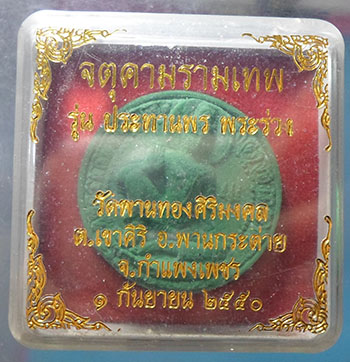 จตุคามรามเทพ
รุ่น ประทานพร พระร่วง
วัดพานทองศิริมงคล
ต.เขาคิริ อ.พานกระต่าย
จ.กำแพงเพชร
๑ กันยายน ๒๕๕๐